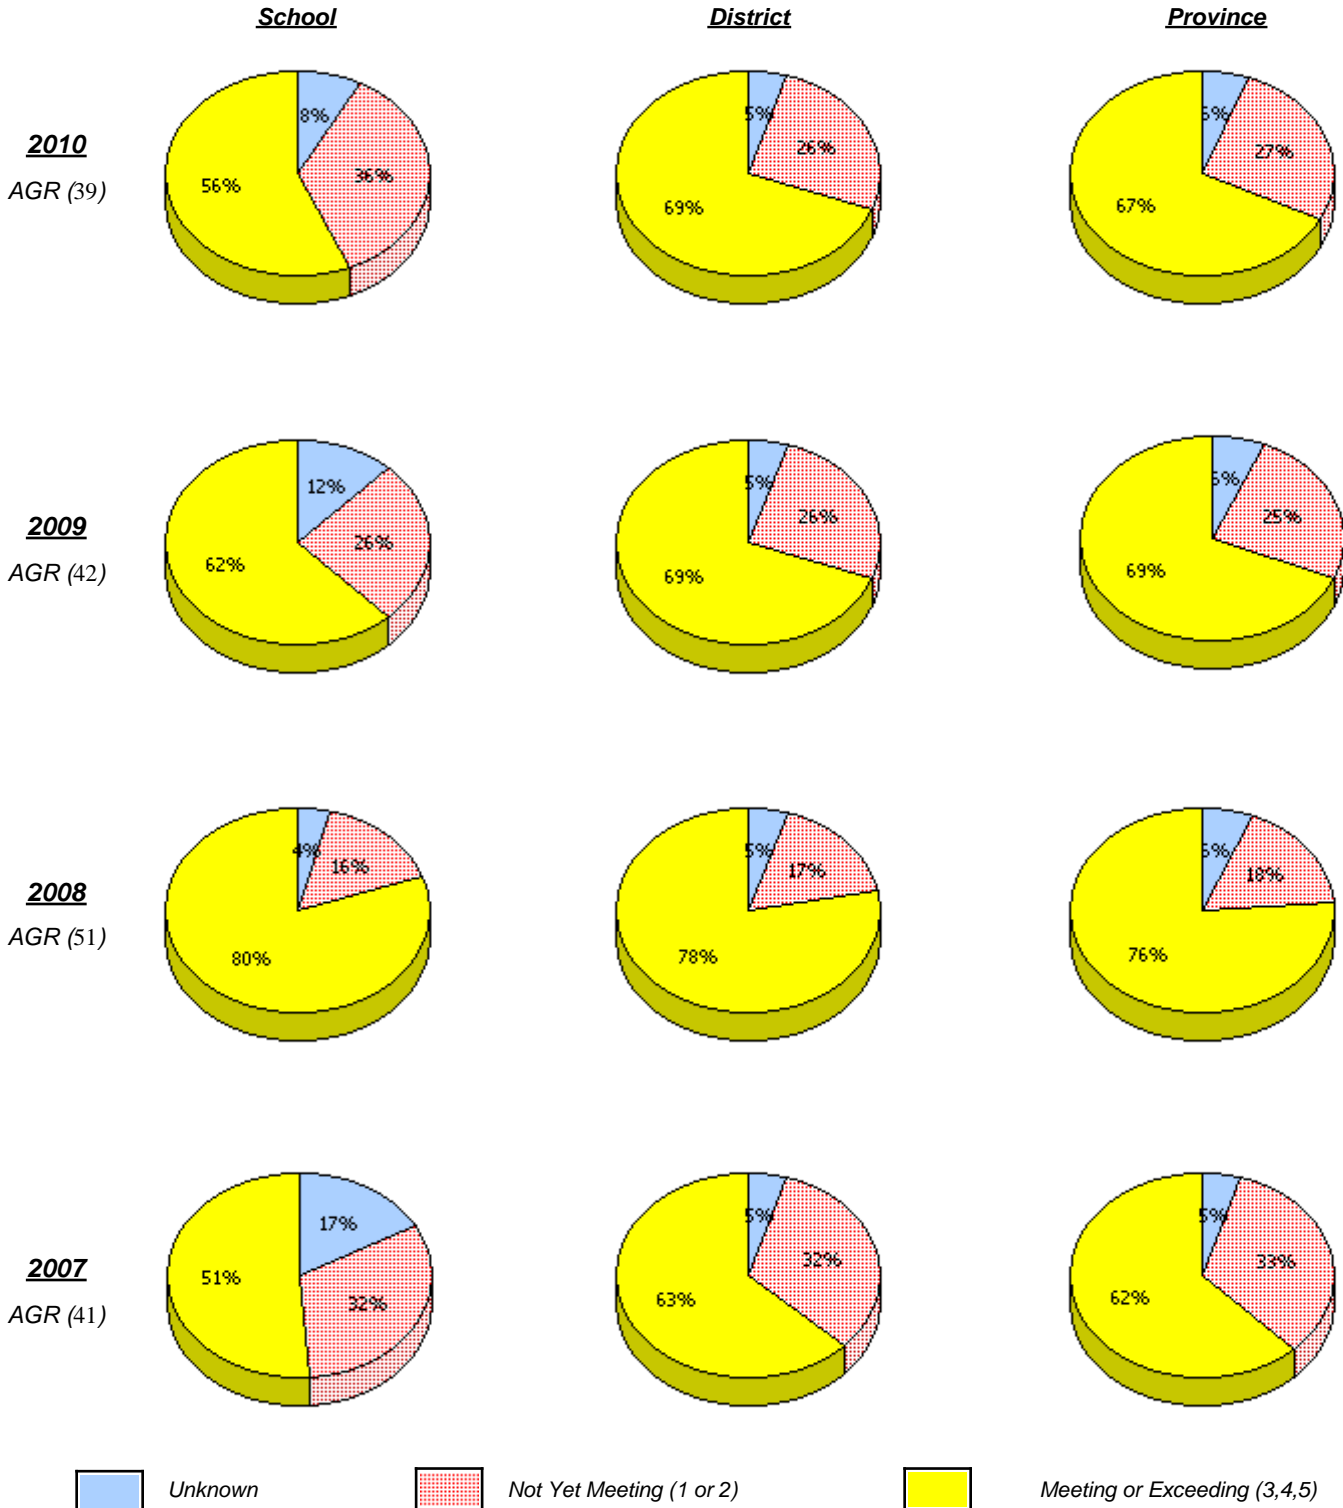 School District Province
2010
AGR (39)
8% 36% 56%
5% 26% 69%
27% 67%
2009
AGR (42)
12% 26% 62%
5% 26% 69%
25% 69%
2008
AGR (51)
4% 16% 80%
5% 17% 78%
18% 76%
2007
AGR (41)
17% 32% 51%
5% 32% 63%
5% 33% 62%
Unknown Not Yet Meeting (1 or 2) Meeting or Exceeding (3,4,5)